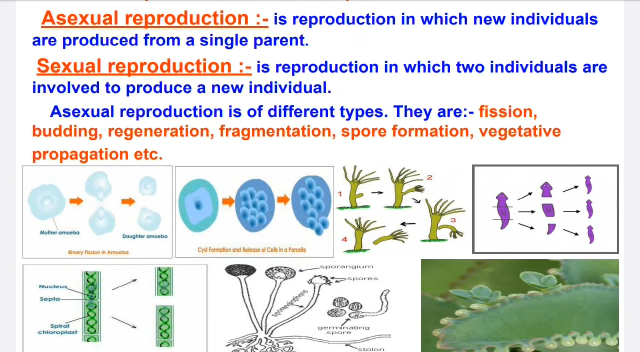 Asexual reproduction :- is reproduction in which new individuals
are produced from a single parent.
Sexual reproduction :- is reproduction in which two individuals are
involved to produce a new individual.
Asexual reproduction is of different types. They are:- fission,
budding, regeneration, fragmentation, spore formation, vegetative
propagation etc.
Mother amoeba
Daughter amoeba
Binary Fission in Amoeba
Cyst Formation and Release of Cells in a Parasite
1
2
3
4
Nucleus
Septa
Spiral
chloroplast
sporangium
spores
sporangiophore
germinating
spore
stolon